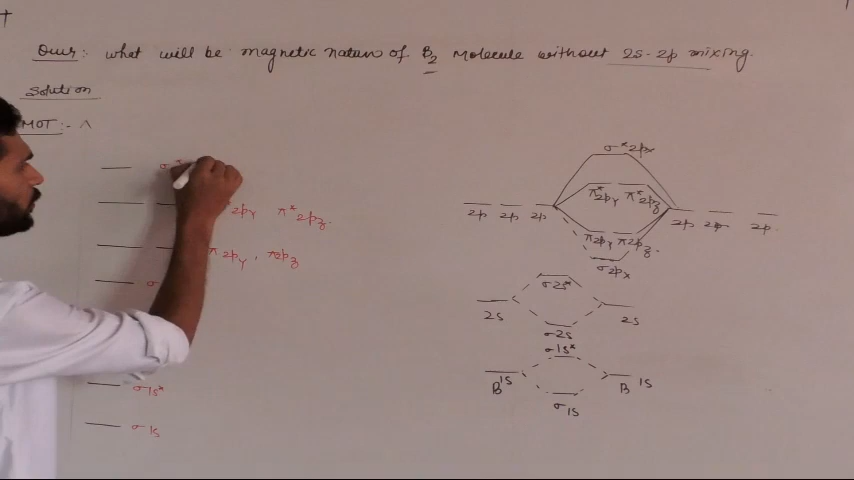 Ques:- what will be magnetic nature of B2 Molecule without 2s-2p mixing.
Solution
MOT:-
σ*
2py π*2pz.
π2py, π2pz
σ
σ1s*
σ1s
σ*2px
π*2py π*2pz
2p 2p 2p 2p 2p 2p
π2py π2pz.
σ2px
σ2s*
2s 2s
σ2s
σ1s*
B 1s B 1s
σ1s